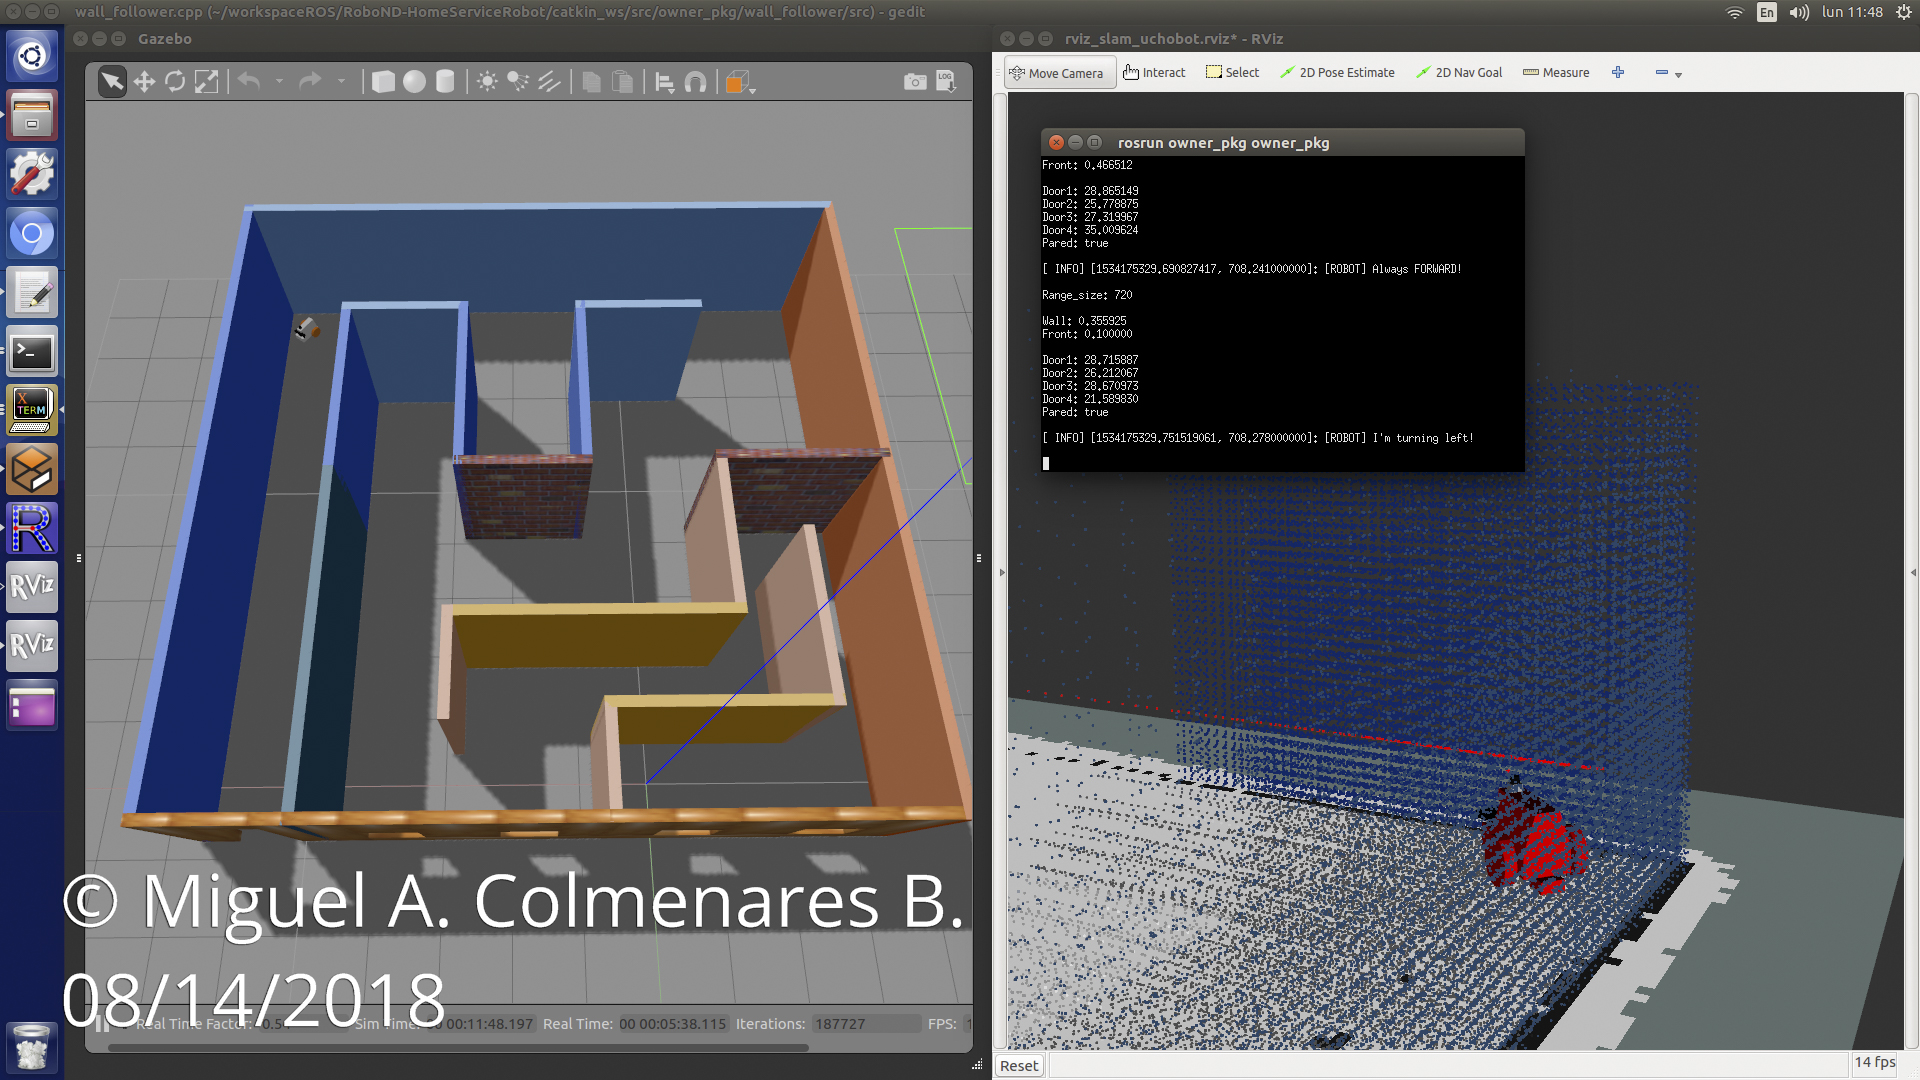 wall_follower.cpp (~/workspaceROS/RoboND-HomeServiceRobot/catkin_ws/src/owner_pkg/wall_follower/src) - gedit
En
lun 11:48
Gazebo
LOG
rviz_slam_uchobot.rviz* - RViz
Move Camera
Interact
Select
2D Pose Estimate
2D Nav Goal
Measure
rosrun owner_pkg owner_pkg
Front: 0.466512
Door1: 28.865149
Door2: 25.778875
Door3: 27.319967
Door4: 35.009624
Pared: true
[ INFO] [1534175329.690827417, 708.241000000]: [ROBOT] Always FORWARD!
Range_size: 720
Wall: 0.355925
Front: 0.100000
Door1: 28.715887
Door2: 26.212067
Door3: 28.670973
Door4: 21.589830
Pared: true
[ INFO] [1534175329.751519061, 708.278000000]: [ROBOT] I'm turning left!
>_
X
TERM
R
RViz
RViz
© Miguel A. Colmenares B.
08/14/2018
Real Time Factor: Sim Time: 00:11:48.197 Real Time: 00 00:05:38.115 Iterations: 187727 FPS:
Reset
14 fps